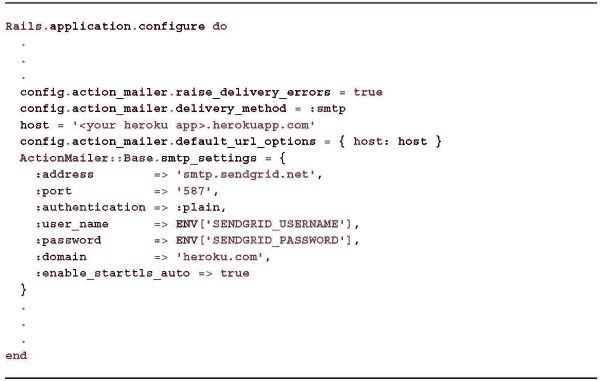 Rails.application.configure do
.
.
.
config.action_mailer.raise_delivery_errors = true
config.action_mailer.delivery_method = :smtp
host = '<your heroku app>.herokuapp.com'
config.action_mailer.default_url_options = { host: host }
ActionMailer::Base.smtp_settings = {
:address => 'smtp.sendgrid.net',
:port => '587',
:authentication => :plain,
:user_name => ENV['SENDGRID_USERNAME'],
:password => ENV['SENDGRID_PASSWORD'],
:domain => 'heroku.com',
:enable_starttls_auto => true
}
.
.
.
end